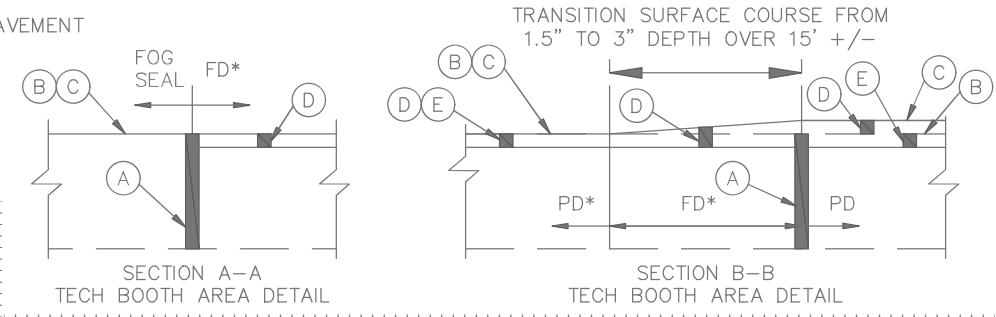 AVEMENT
FOG
SEAL
FD*
B C
D
A
SECTION A-A
TECH BOOTH AREA DETAIL
TRANSITION SURFACE COURSE FROM
1.5" TO 3" DEPTH OVER 15' +/-
B C
D E
D
E
C
D
B
A
PD*
FD*
PD
SECTION B-B
TECH BOOTH AREA DETAIL